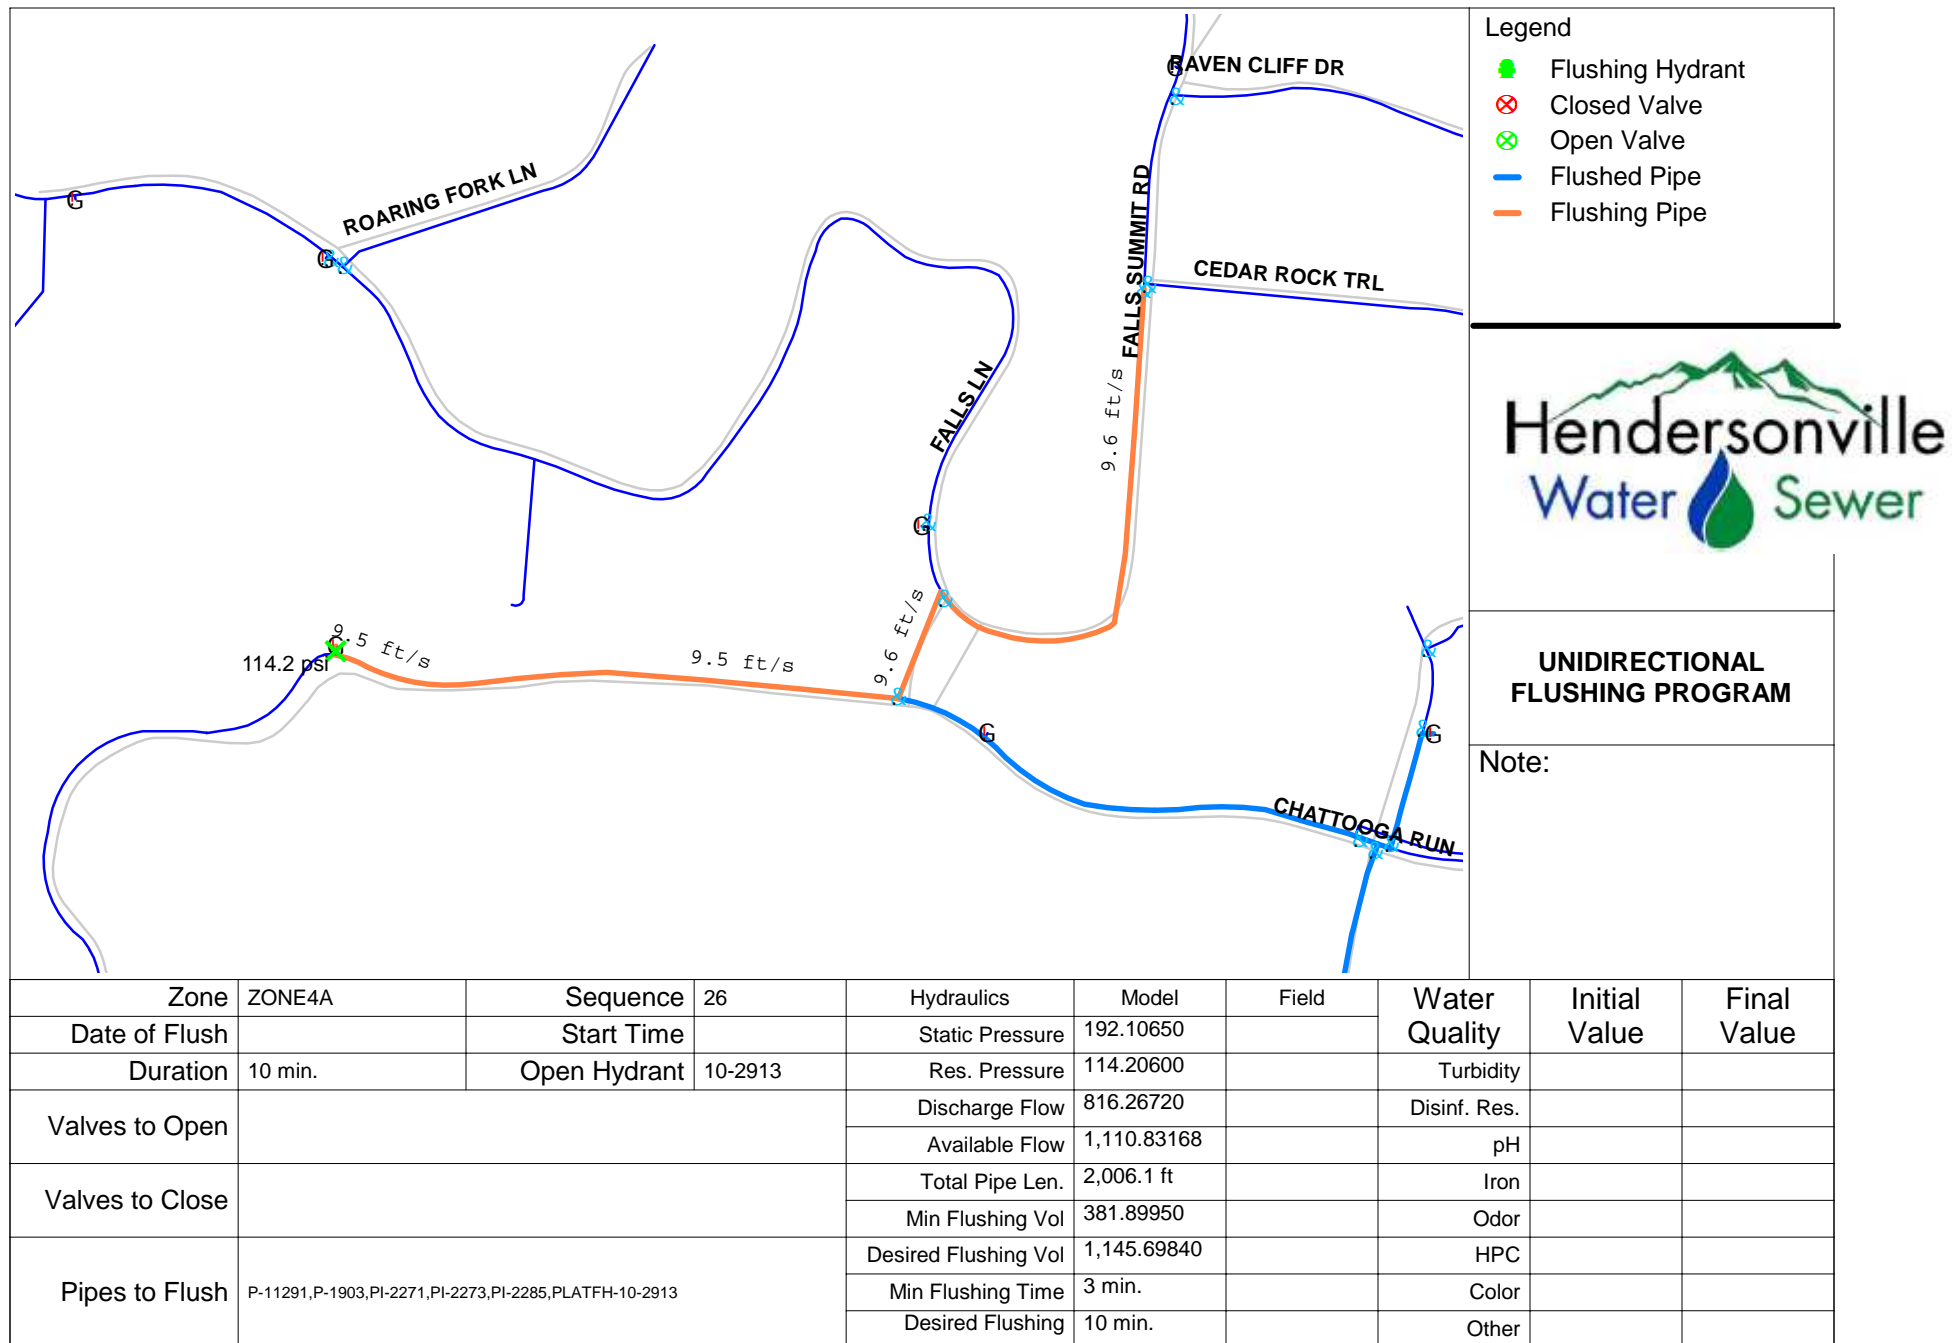 RAVEN CLIFF DR
G
ROARING FORK LN
G
G
FALLS SUMMIT RD
CEDAR ROCK TRL
9.6 ft/s
FALLS LN
G
9.6 ft/s
9.5 ft/s
114.2 psi
9.5 ft/s
G
G
CHATTOOGA RUN
Legend
Flushing Hydrant
Closed Valve
Open Valve
Flushed Pipe
Flushing Pipe
Hendersonville
Water Sewer
UNIDIRECTIONAL
FLUSHING PROGRAM
Note:
Zone ZONE4A Sequence 26 Hydraulics Model Field Water Quality Initial Value Final Value
Date of Flush Start Time Static Pressure 192.10650
Duration 10 min. Open Hydrant 10-2913 Res. Pressure 114.20600 Turbidity
Valves to Open Discharge Flow 816.26720 Disinf. Res.
Available Flow 1,110.83168 pH
Valves to Close Total Pipe Len. 2,006.1 ft Iron
Min Flushing Vol 381.89950 Odor
Pipes to Flush P-11291,P-1903,PI-2271,PI-2273,PI-2285,PLATFH-10-2913 Desired Flushing Vol 1,145.69840 HPC
Min Flushing Time 3 min. Color
Desired Flushing 10 min. Other